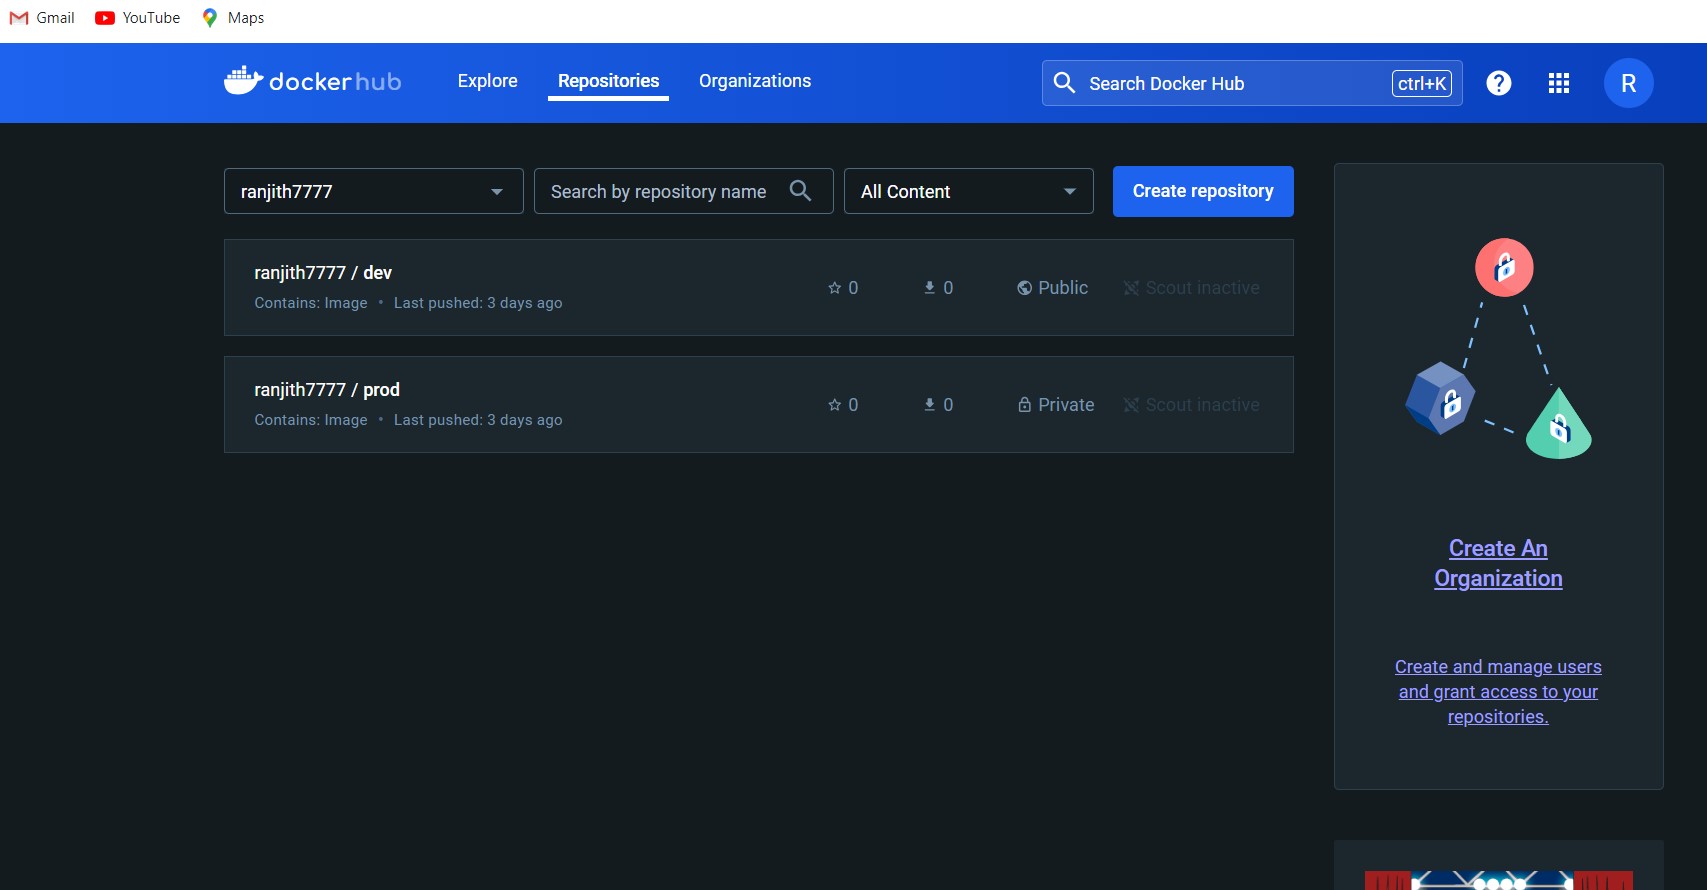 Gmail YouTube Maps
dockerhub Explore Repositories Organizations Search Docker Hub ctrl+K ? R
ranjith7777 Search by repository name All Content Create repository
ranjith7777 / dev
Contains: Image • Last pushed: 3 days ago
0 0 Public Scout inactive
ranjith7777 / prod
Contains: Image • Last pushed: 3 days ago
0 0 Private Scout inactive
Create An
Organization
Create and manage users
and grant access to your
repositories.